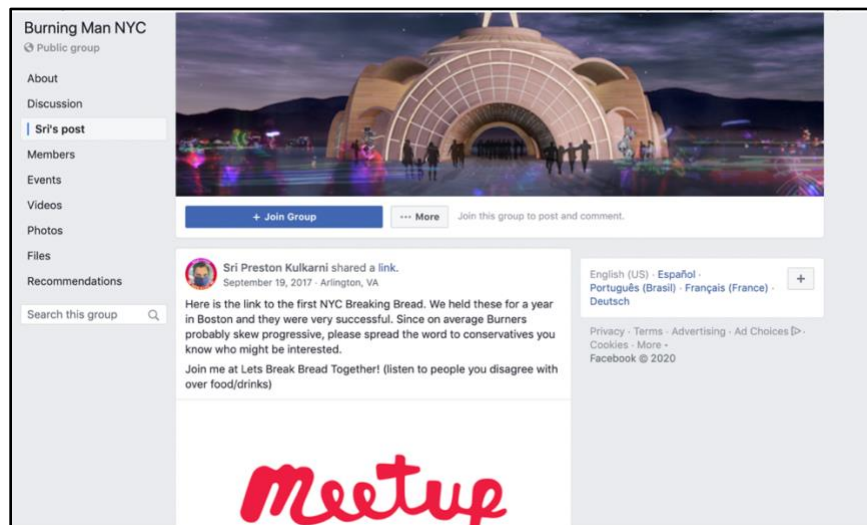 Burning Man NYC
Public group
About
Discussion
Sri's post
Members
Events
Videos
Photos
Files
Recommendations
Search this group
+ Join Group
··· More
Join this group to post and comment.
Sri Preston Kulkarni shared a link.
September 19, 2017 · Arlington, VA
Here is the link to the first NYC Breaking Bread. We held these for a year
in Boston and they were very successful. Since on average Burners
probably skew progressive, please spread the word to conservatives you
know who might be interested.
Join me at Lets Break Bread Together! (listen to people you disagree with
over food/drinks)
meetup
English (US) · Español ·
Português (Brasil) · Français (France) ·
Deutsch
+
Privacy · Terms · Advertising · Ad Choices ·
Cookies · More ·
Facebook © 2020